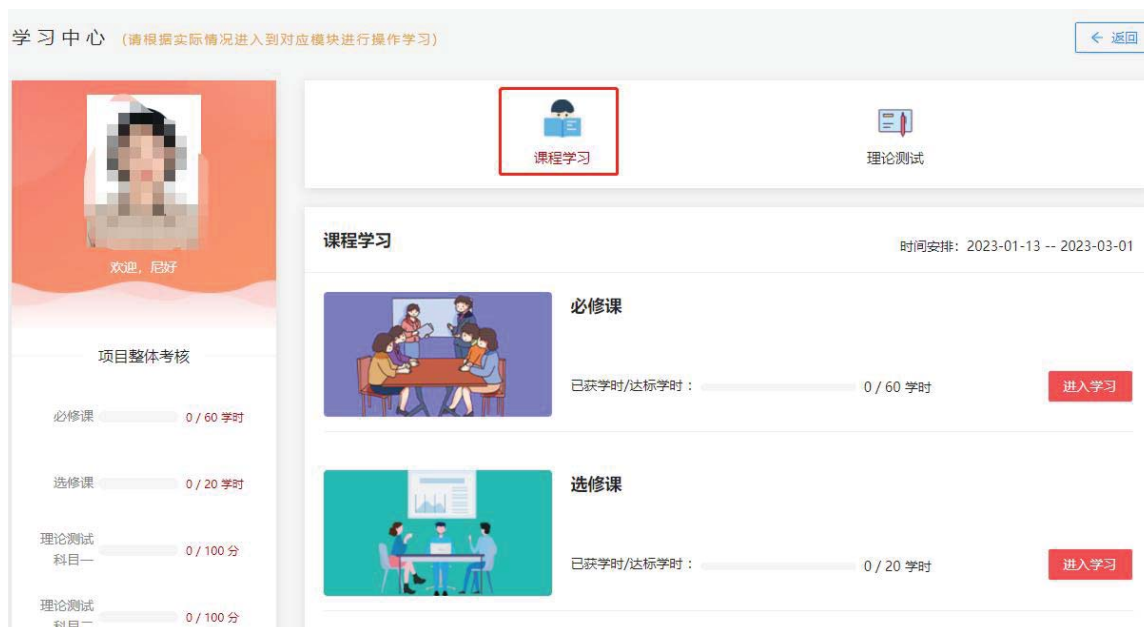 学习中心 (请根据实际情况进入到对应模块进行操作学习)
← 返回
课程学习
理论测试
欢迎, 尼好
项目整体考核
必修课 0 / 60 学时
选修课 0 / 20 学时
理论测试
科目一 0 / 100 分
理论测试
科目二 0 / 100 分
课程学习
时间安排: 2023-01-13 -- 2023-03-01
必修课
已获学时/达标学时: 0 / 60 学时
进入学习
选修课
已获学时/达标学时: 0 / 20 学时
进入学习